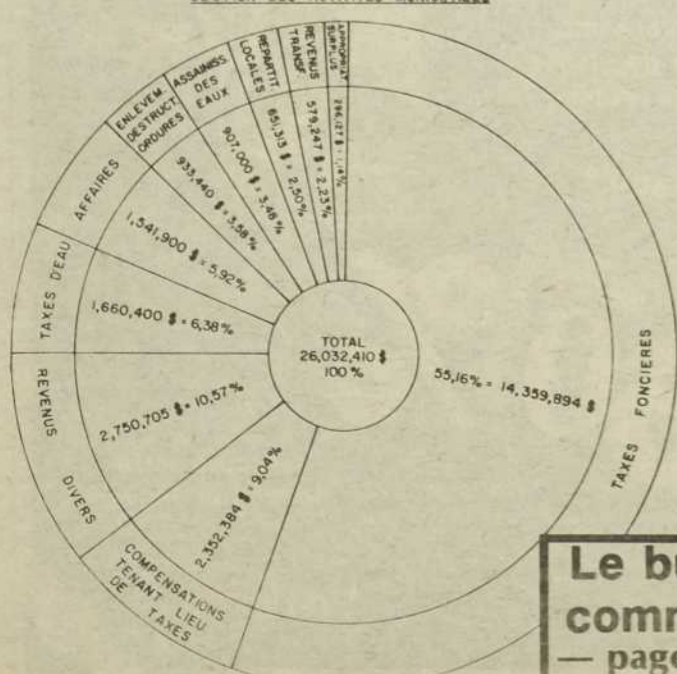 APPROPRIAT.
SURPLUS
296,127 $ = 1,14%
REVENUS
TRANSF.
579,247 $ = 2,23%
REPARTIT.
LOCALES
651,313 $ = 2,50%
ASSAINISS.
DES
EAUX
907,000 $ = 3,48%
ENLEVEM.
DESTRUCT.
ORDURES
933,440 $ = 3,58%
AFFAIRES
1,541,900 $ = 5,92%
TAXES D'EAU
1,660,400 $ = 6,38%
REVENUS
DIVERS
2,750,705 $ = 10,57%
COMPENSATIONS
TENANT LIEU
DE TAXES
2,352,384 $ = 9,04%
TOTAL
26,032,410 $
100 %
55,16% = 14,359,894 $
TAXES FONCIERES
Le bu
com
— page